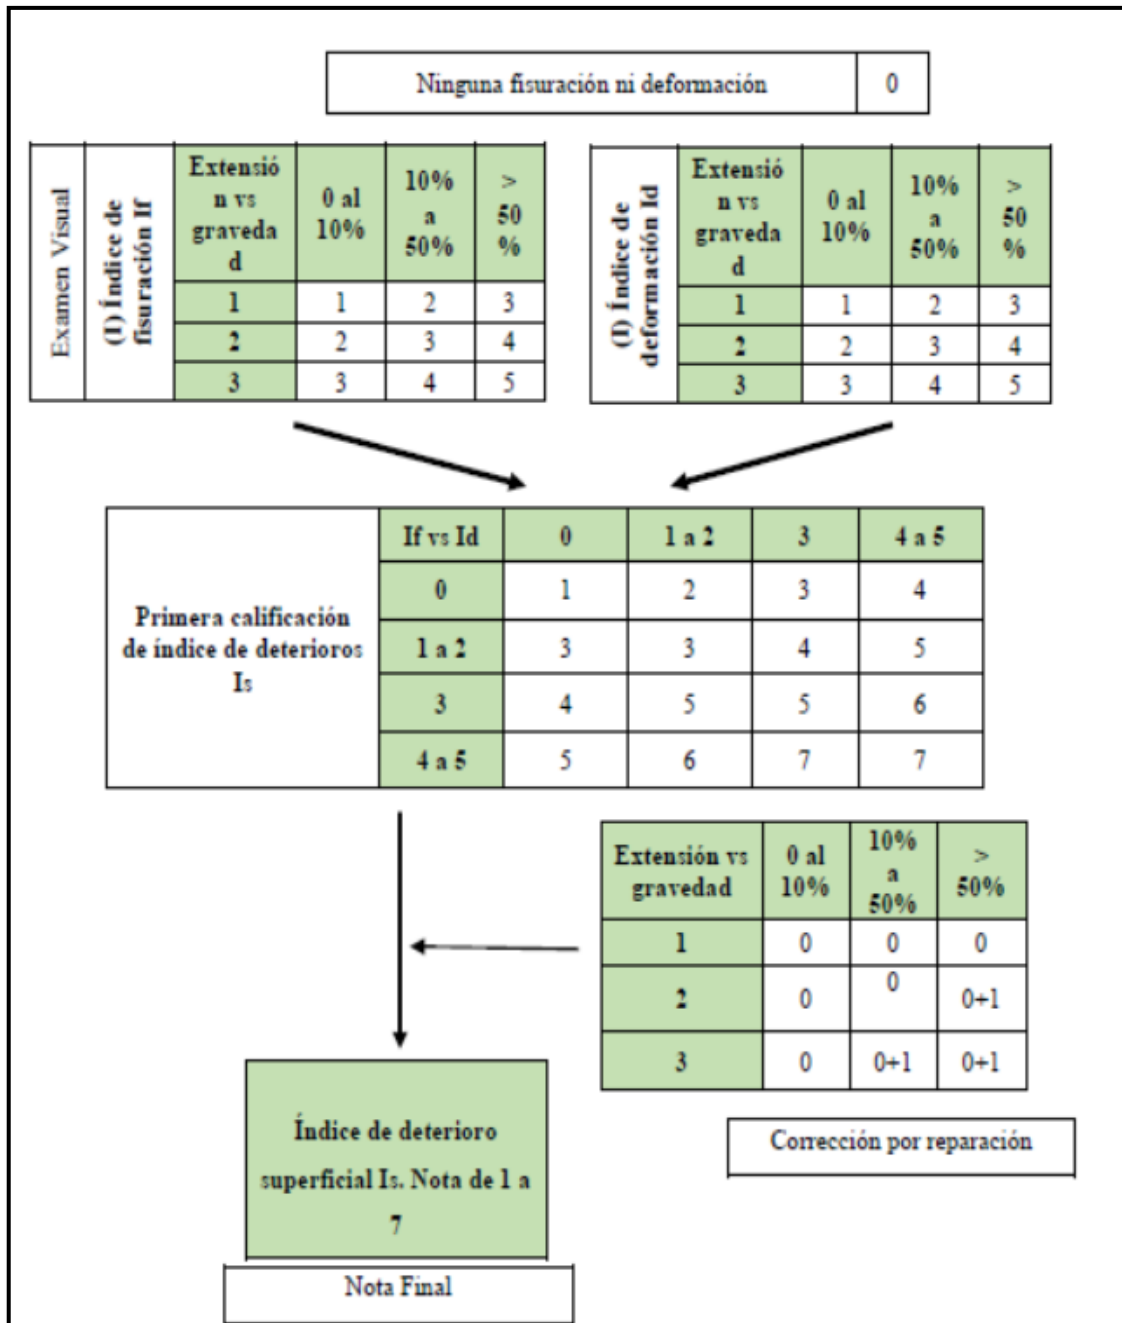 Ninguna fisuración ni deformación 0
Examen Visual
(I) Índice de
fisuración If
Extensió
n vs
graveda
d
0 al
10%
10%
a
50%
>
50
%
1 1 2 3
2 2 3 4
3 3 4 5
(I) Índice de
deformación Id
Extensió
n vs
graveda
d
0 al
10%
10%
a
50%
>
50
%
1 1 2 3
2 2 3 4
3 3 4 5
Primera calificación
de índice de deterioros
Is
If vs Id 0 1 a 2 3 4 a 5
0 1 2 3 4
1 a 2 3 3 4 5
3 4 5 5 6
4 a 5 5 6 7 7
Extensión vs
gravedad
0 al
10%
10%
a
50%
>
50%
1 0 0 0
2 0 0 0+1
3 0 0+1 0+1
Corrección por reparación
Índice de deterioro
superficial Is. Nota de 1 a
7
Nota Final